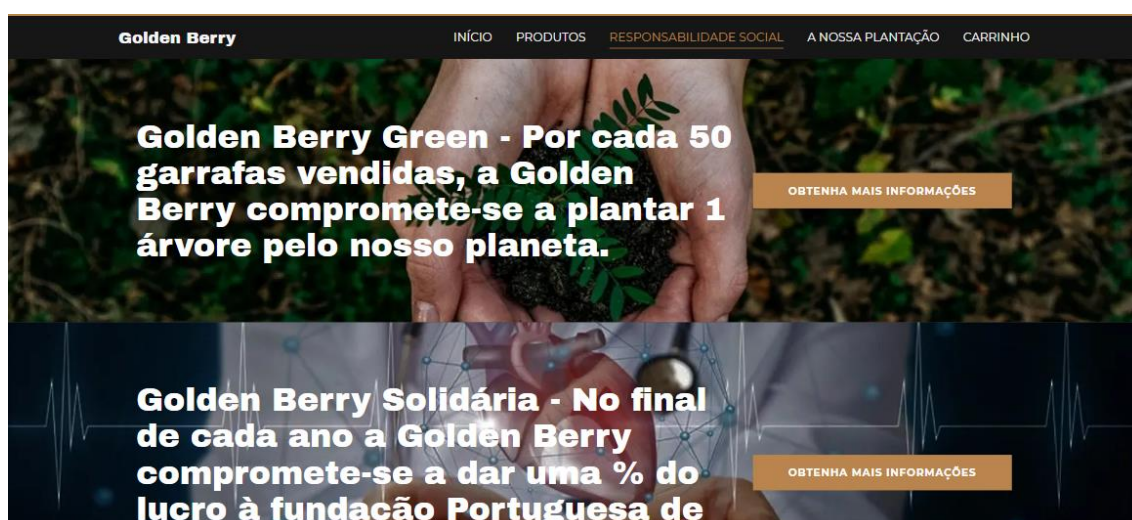 Golden Berry
INÍCIO PRODUTOS RESPONSABILIDADE SOCIAL A NOSSA PLANTAÇÃO CARRINHO
Golden Berry Green - Por cada 50
garrafas vendidas, a Golden
Berry compromete-se a plantar 1
árvore pelo nosso planeta.
OBTENHA MAIS INFORMAÇÕES
Golden Berry Solidária - No final
de cada ano a Golden Berry
compromete-se a dar uma % do
lucro à fundação Portuguesa de
OBTENHA MAIS INFORMAÇÕES